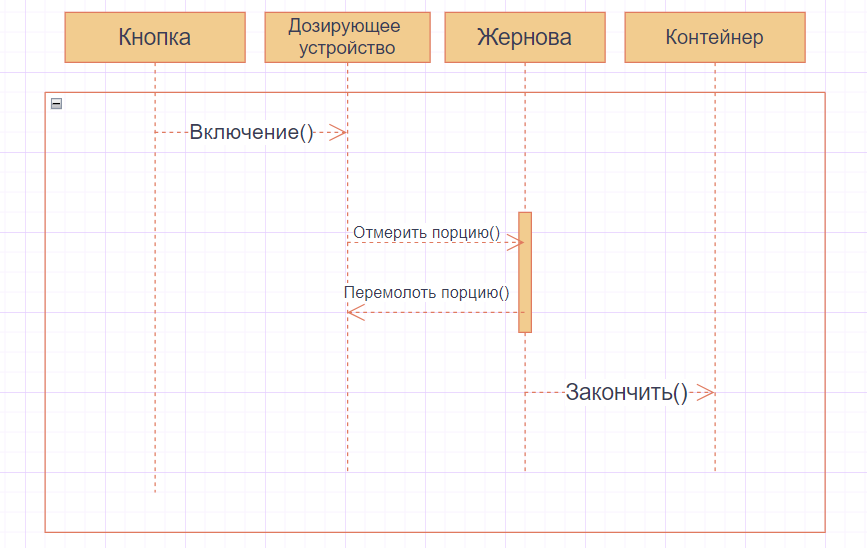 Кнопка
Дозирующее
устройство
Жернова
Контейнер
Включение()
Отмерить порцию()
Перемолоть порцию()
Закончить()